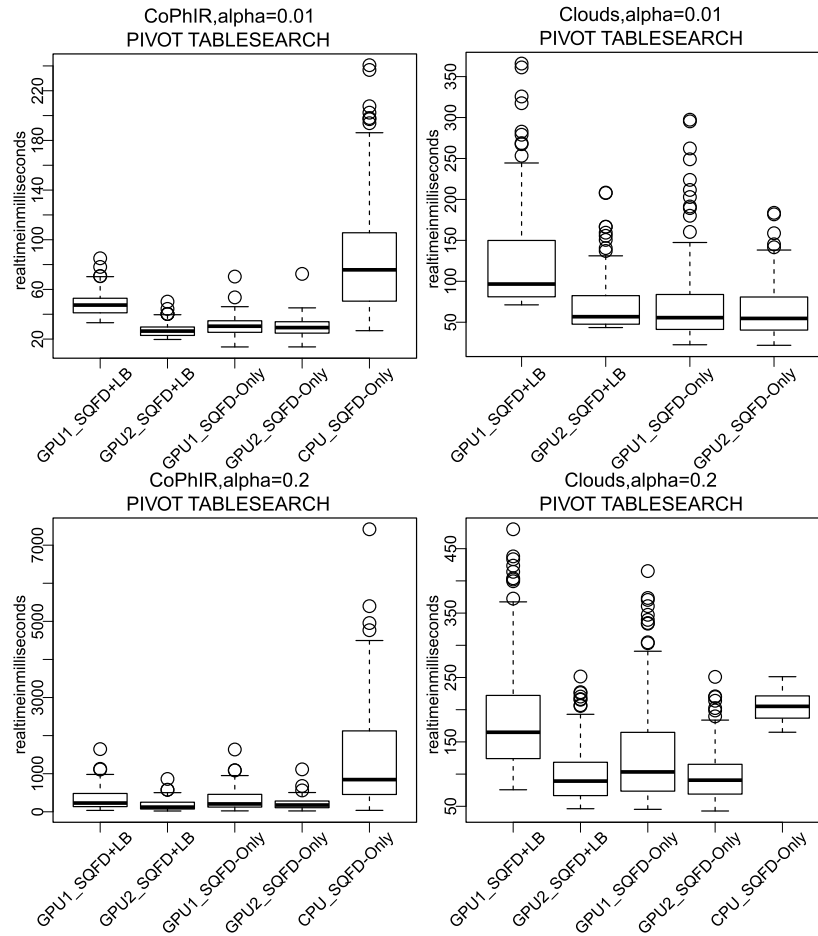 CoPhIR,alpha=0.01
PIVOT TABLESEARCH
realtimeinmilliseconds
20
60
100
140
180
220
GPU1_SQFD+LB
GPU2_SQFD+LB
GPU1_SQFD-Only
GPU2_SQFD-Only
CPU_SQFD-Only
Clouds,alpha=0.01
PIVOT TABLESEARCH
realtimeinmilliseconds
50
100
150
200
250
300
350
GPU1_SQFD+LB
GPU2_SQFD+LB
GPU1_SQFD-Only
GPU2_SQFD-Only
CoPhIR,alpha=0.2
PIVOT TABLESEARCH
realtimeinmilliseconds
0
1000
3000
5000
7000
GPU1_SQFD+LB
GPU2_SQFD+LB
GPU1_SQFD-Only
GPU2_SQFD-Only
CPU_SQFD-Only
Clouds,alpha=0.2
PIVOT TABLESEARCH
realtimeinmilliseconds
50
150
250
350
450
GPU1_SQFD+LB
GPU2_SQFD+LB
GPU1_SQFD-Only
GPU2_SQFD-Only
CPU_SQFD-Only